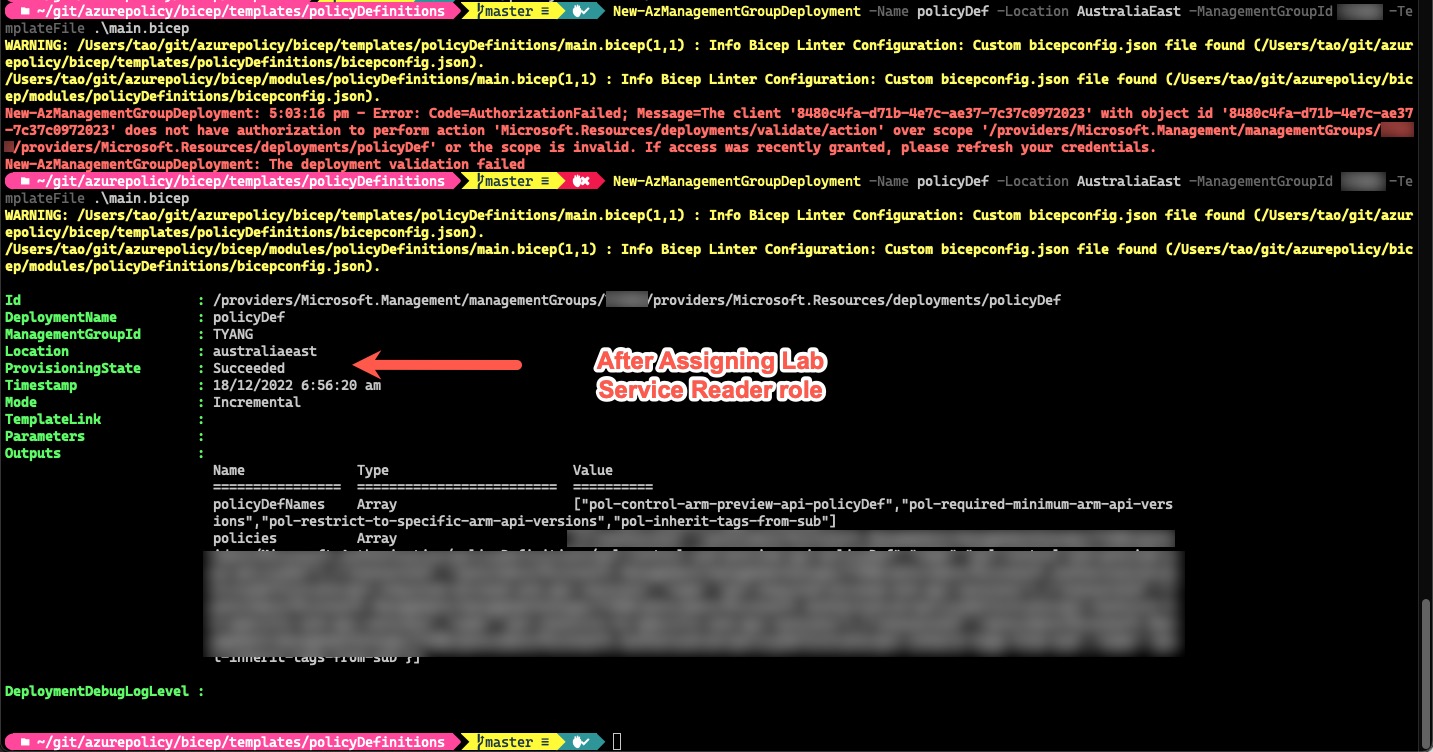 ~/git/azurepolicy/bicep/templates/policyDefinitions master ≡ New-AzManagementGroupDeployment -Name policyDef -Location AustraliaEast -ManagementGroupId -Te
mplateFile .\main.bicep
WARNING: /Users/tao/git/azurepolicy/bicep/templates/policyDefinitions/main.bicep(1,1) : Info Bicep Linter Configuration: Custom bicepconfig.json file found (/Users/tao/git/azur
epolicy/bicep/templates/policyDefinitions/bicepconfig.json).
/Users/tao/git/azurepolicy/bicep/modules/policyDefinitions/main.bicep(1,1) : Info Bicep Linter Configuration: Custom bicepconfig.json file found (/Users/tao/git/azurepolicy/bic
ep/modules/policyDefinitions/bicepconfig.json).
New-AzManagementGroupDeployment: 5:03:16 pm - Error: Code=AuthorizationFailed; Message=The client '8480c4fa-d71b-4e7c-ae37-7c37c0972023' with object id '8480c4fa-d71b-4e7c-ae37
-7c37c0972023' does not have authorization to perform action 'Microsoft.Resources/deployments/validate/action' over scope '/providers/Microsoft.Management/managementGroups/
/providers/Microsoft.Resources/deployments/policyDef' or the scope is invalid. If access was recently granted, please refresh your credentials.
New-AzManagementGroupDeployment: The deployment validation failed
~/git/azurepolicy/bicep/templates/policyDefinitions master ≡ New-AzManagementGroupDeployment -Name policyDef -Location AustraliaEast -ManagementGroupId -Te
mplateFile .\main.bicep
WARNING: /Users/tao/git/azurepolicy/bicep/templates/policyDefinitions/main.bicep(1,1) : Info Bicep Linter Configuration: Custom bicepconfig.json file found (/Users/tao/git/azur
epolicy/bicep/templates/policyDefinitions/bicepconfig.json).
/Users/tao/git/azurepolicy/bicep/modules/policyDefinitions/main.bicep(1,1) : Info Bicep Linter Configuration: Custom bicepconfig.json file found (/Users/tao/git/azurepolicy/bic
ep/modules/policyDefinitions/bicepconfig.json).
Id : /providers/Microsoft.Management/managementGroups/ /providers/Microsoft.Resources/deployments/policyDef
DeploymentName : policyDef
ManagementGroupId : TYANG
Location : australiaeast
ProvisioningState : Succeeded
Timestamp : 18/12/2022 6:56:20 am
Mode : Incremental
TemplateLink :
Parameters :
Outputs :
After Assigning Lab
Service Reader role
Name Type Value
================ ========================= ==========
policyDefNames Array ["pol-control-arm-preview-api-policyDef","pol-required-minimum-arm-api-vers
ions","pol-restrict-to-specific-arm-api-versions","pol-inherit-tags-from-sub"]
policies Array
t-inherit-tags-from-sub"}]
DeploymentDebugLogLevel :
~/git/azurepolicy/bicep/templates/policyDefinitions master ≡